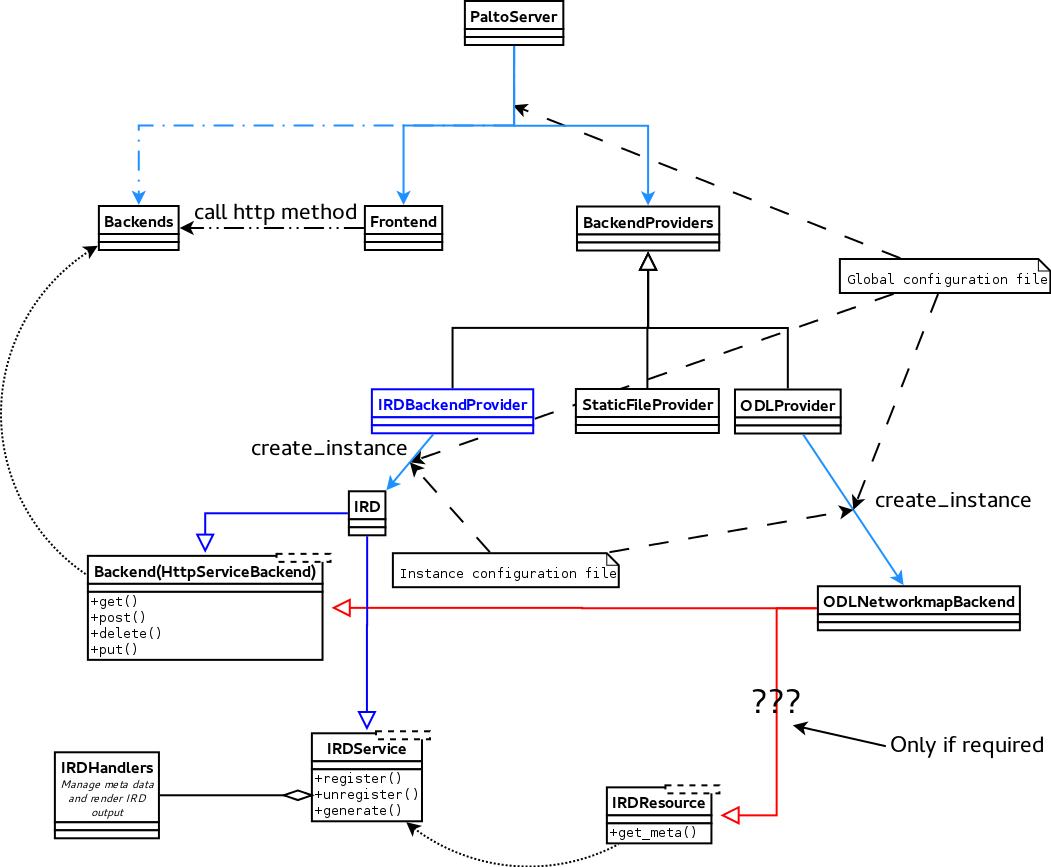 PaltoServer
call http method
Backends
Frontend
BackendProviders
Global configuration file
IRDBackendProvider
StaticFileProvider
ODLProvider
create_instance
create_instance
IRD
Instance configuration file
Backend(HttpServiceBackend)
+get()
+post()
+delete()
+put()
ODLNetworkmapBackend
???
Only if required
IRDService
+register()
+unregister()
+generate()
IRDHandlers
Manage meta data
and render IRD
output
IRDResource
+get_meta()